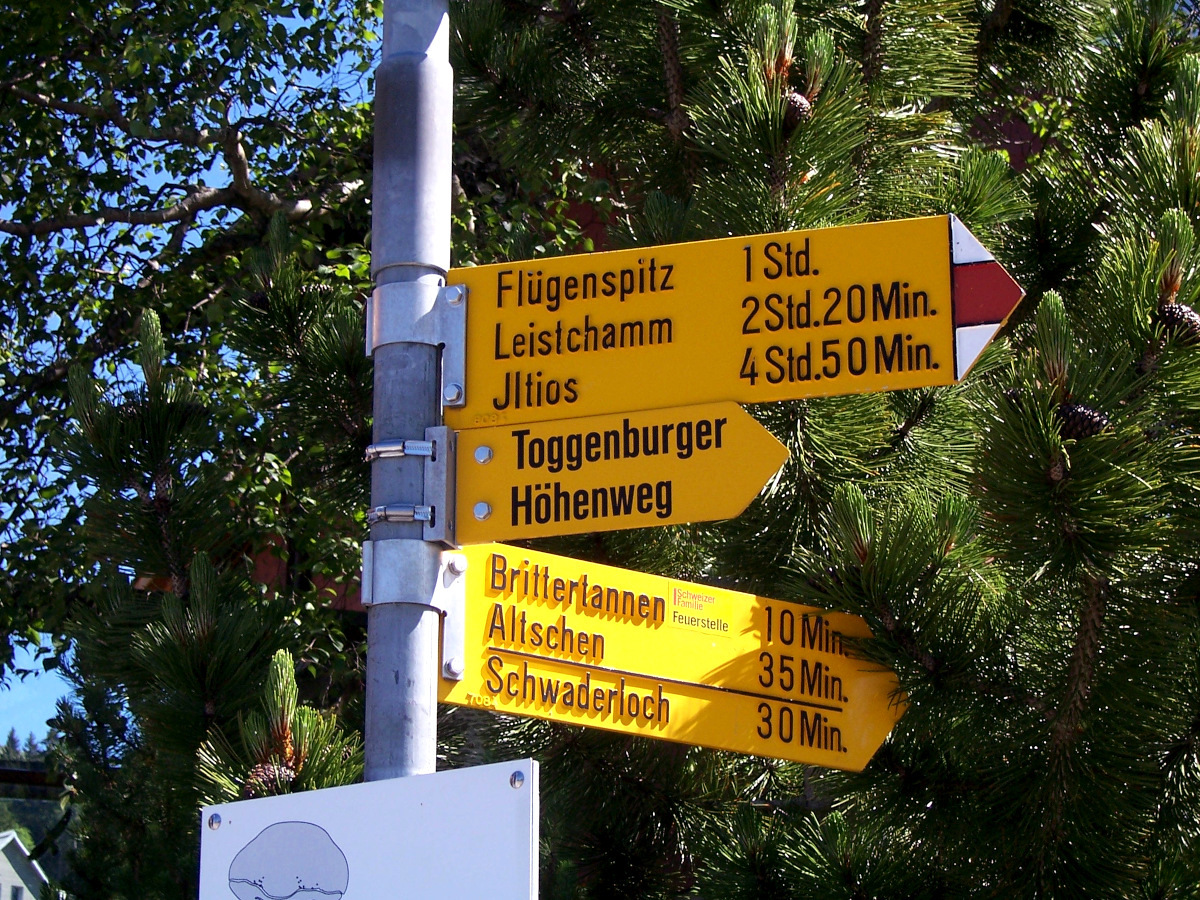 Flügenspitz 1 Std.
Leistchamm 2 Std. 20 Min.
Jltios 4 Std. 50 Min.
Toggenburger
Höhenweg
Brittertannen 10 Min.
Schweizer
Familie
Feuerstelle
Altschen 35 Min.
Schwaderloch 30 Min.